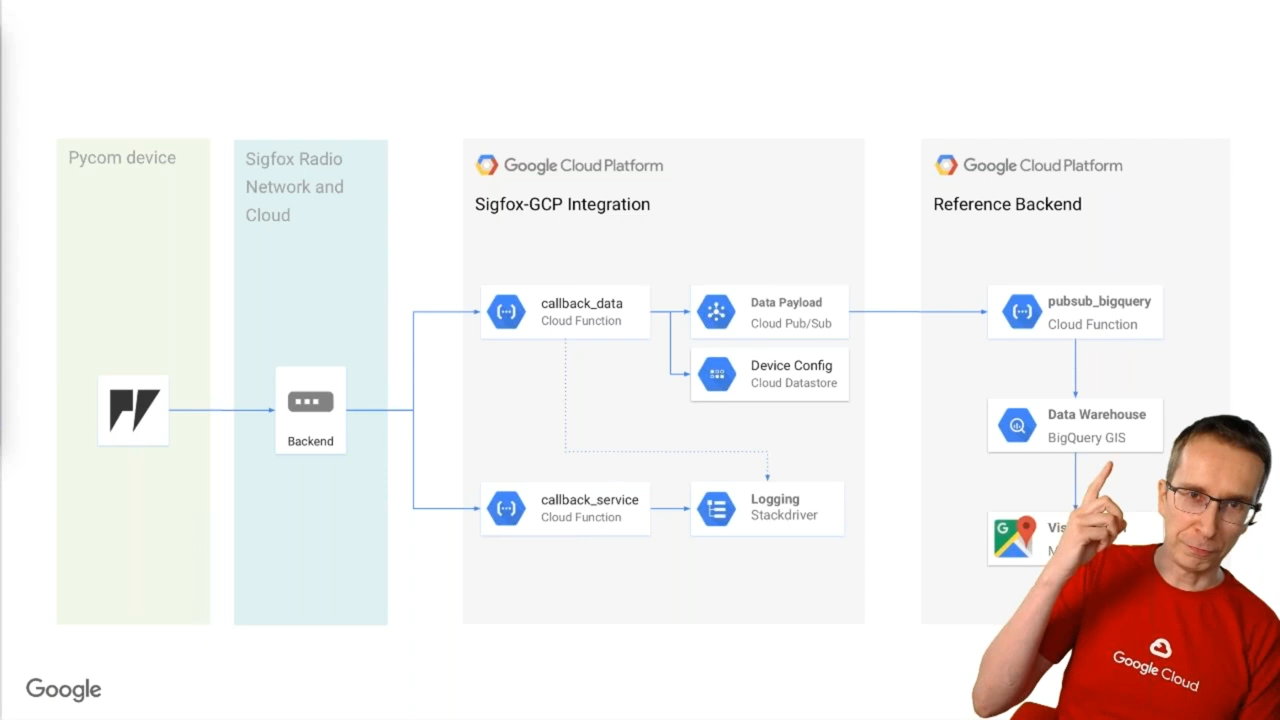 Pycom device
Sigfox Radio
Network and
Cloud
Backend
Google Cloud Platform
Sigfox-GCP Integration
callback_data
Cloud Function
Data Payload
Cloud Pub/Sub
Device Config
Cloud Datastore
callback_service
Cloud Function
Logging
Stackdriver
Google Cloud Platform
Reference Backend
pubsub_bigquery
Cloud Function
Data Warehouse
BigQuery GIS
G
Google Cloud
Google